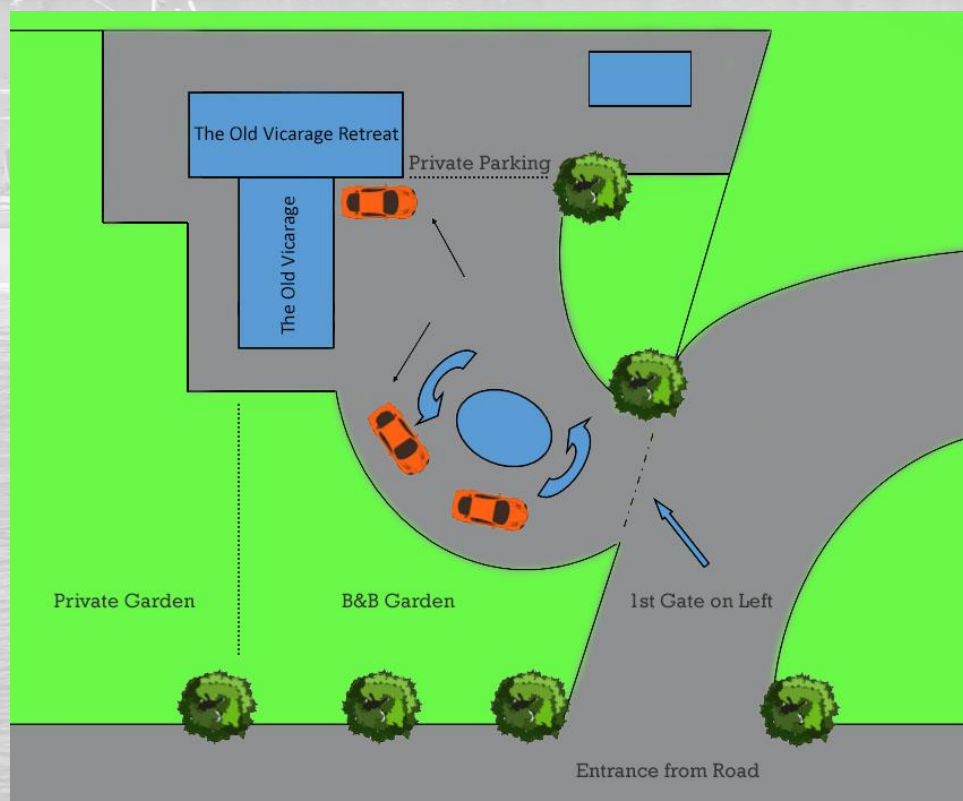 The Old Vicarage Retreat
Private Parking
The Old Vicarage
Private Garden
B&B Garden
1st Gate on Left
Entrance from Road